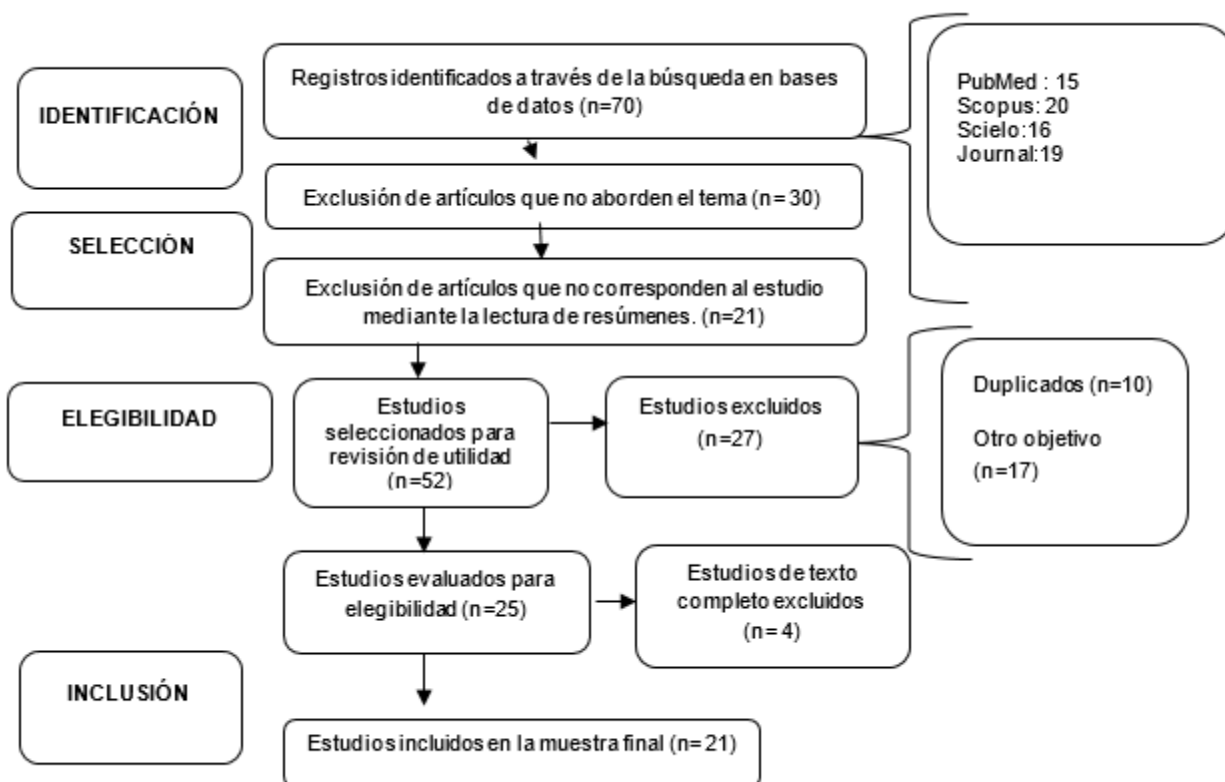 IDENTIFICACIÓN
Registros identificados a través de la búsqueda en bases
de datos (n=70)
PubMed : 15
Scopus: 20
Scielo:16
Journal:19
Exclusión de artículos que no aborden el tema (n= 30)
SELECCIÓN
Exclusión de artículos que no corresponden al estudio
mediante la lectura de resúmenes. (n=21)
ELEGIBILIDAD
Estudios
seleccionados para
revisión de utilidad
(n=52)
Estudios excluidos
(n=27)
Duplicados (n=10)
Otro objetivo
(n=17)
Estudios evaluados para
elegibilidad (n=25)
Estudios de texto
completo excluidos
(n= 4)
INCLUSIÓN
Estudios incluidos en la muestra final (n= 21)